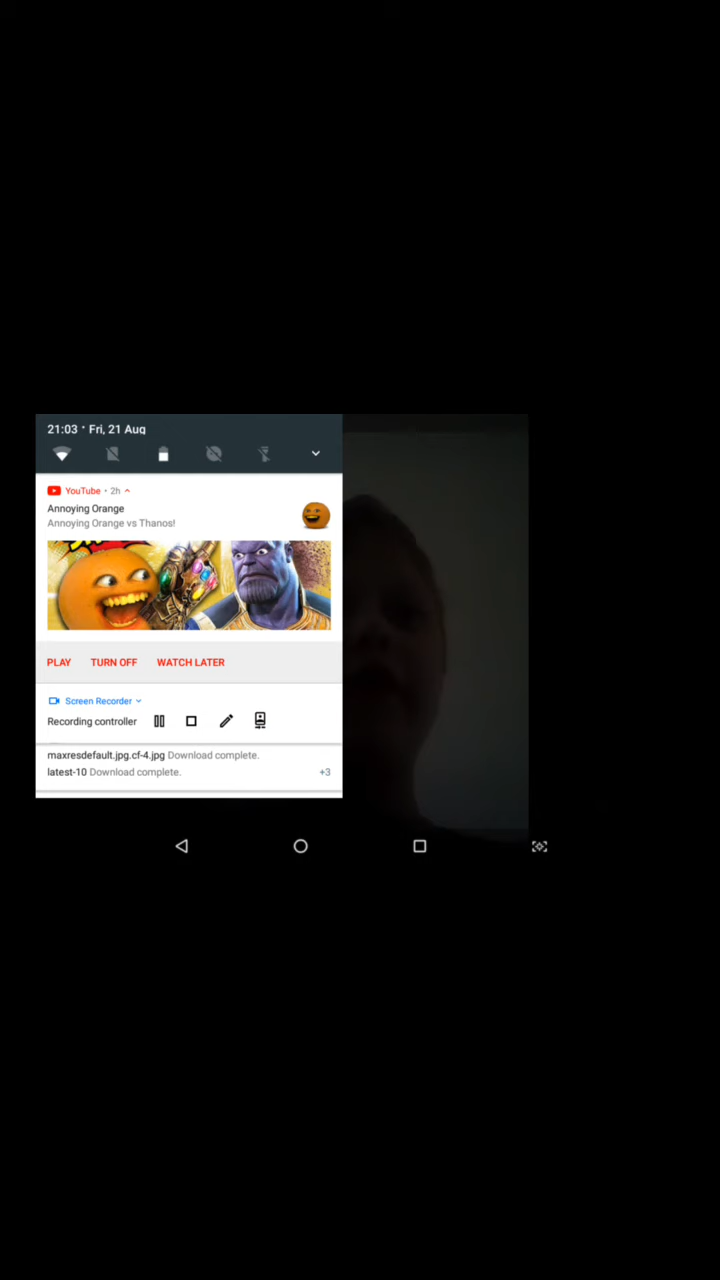 21:03 • Fri, 21 Aug
YouTube • 2h
Annoying Orange
Annoying Orange vs Thanos!
PLAY TURN OFF WATCH LATER
Screen Recorder
Recording controller
maxresdefault.jpg.cf-4.jpg Download complete.
latest-10 Download complete. +3